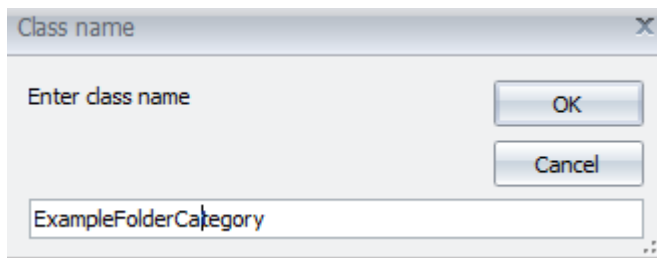 Class name
Enter class name
OK
Cancel
ExampleFolderCategory